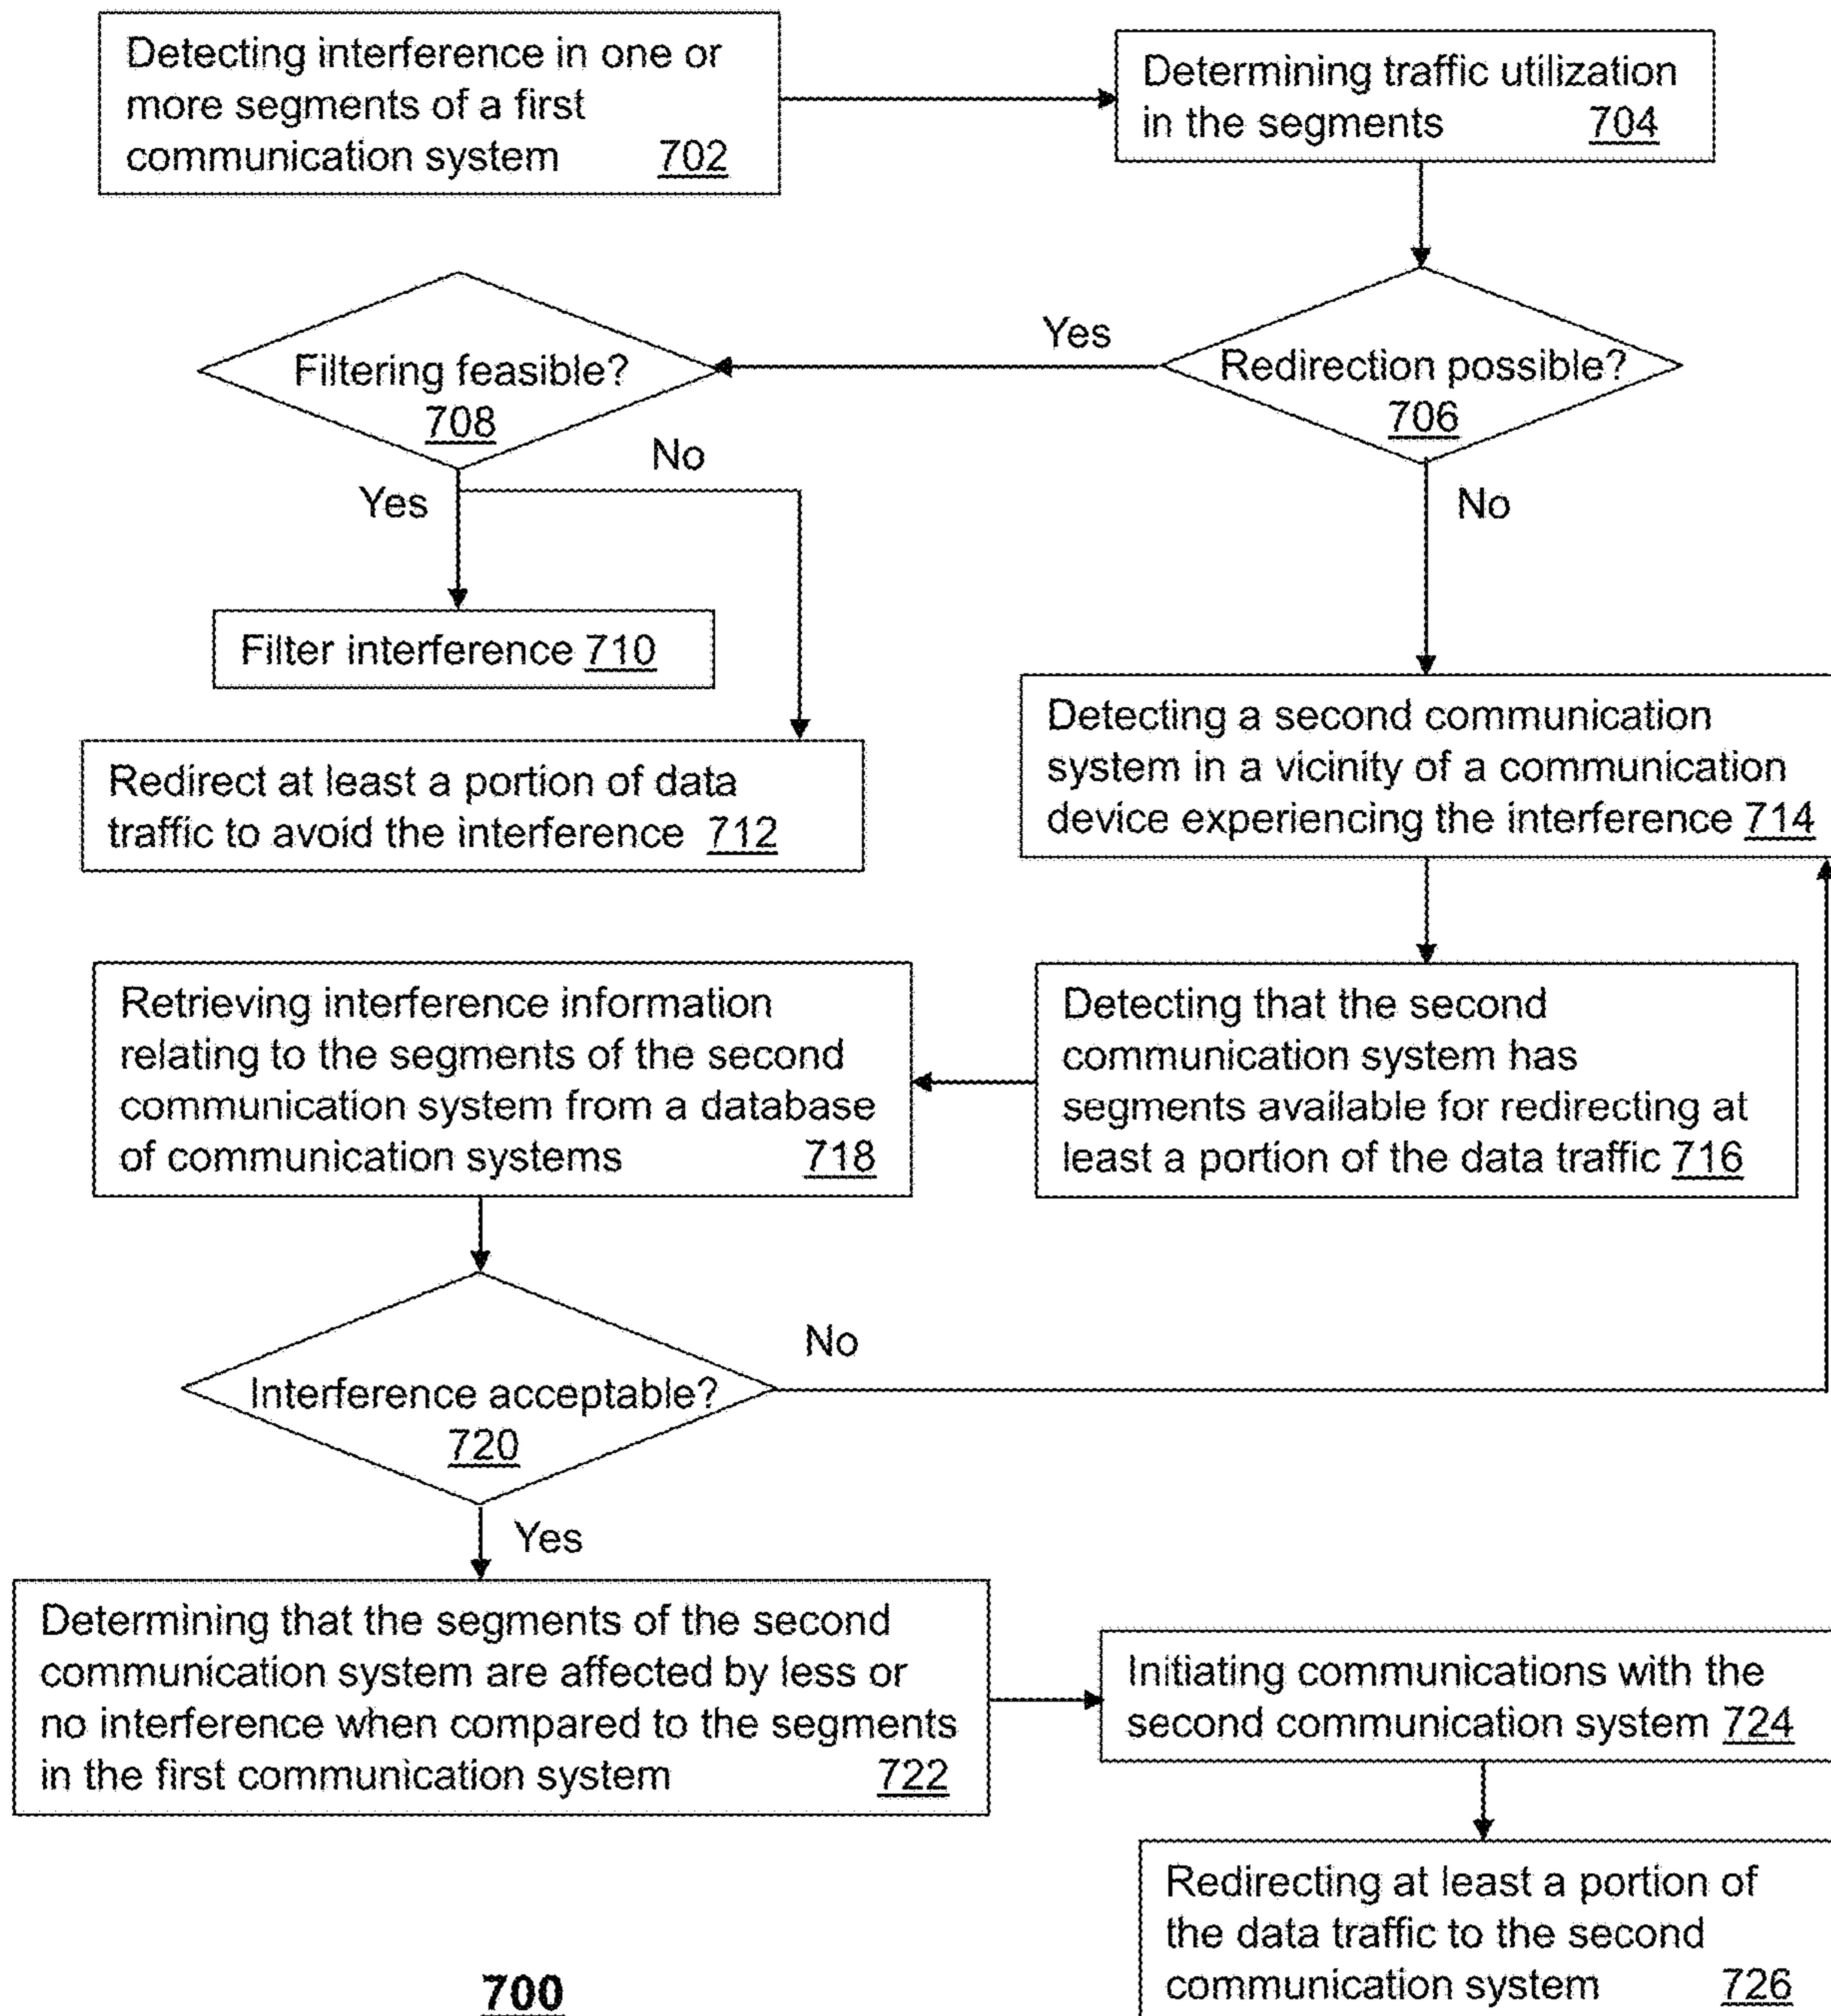 Detecting interference in one or
more segments of a first
communication system 702
Determining traffic utilization
in the segments 704
Redirection possible?
706
Yes
No
Filtering feasible?
708
Yes
No
Filter interference 710
Redirect at least a portion of data
traffic to avoid the interference 712
Detecting a second communication
system in a vicinity of a communication
device experiencing the interference 714
Detecting that the second
communication system has
segments available for redirecting at
least a portion of the data traffic 716
Retrieving interference information
relating to the segments of the second
communication system from a database
of communication systems 718
Interference acceptable?
720
No
Yes
Determining that the segments of the second
communication system are affected by less or
no interference when compared to the segments
in the first communication system 722
Initiating communications with the
second communication system 724
Redirecting at least a portion of
the data traffic to the second
communication system 726
700